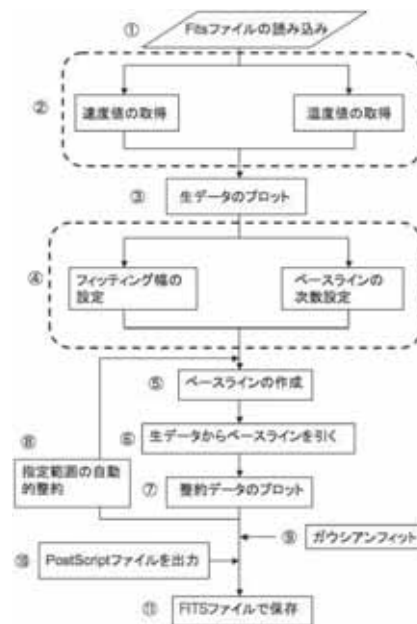 ① Fitsファイルの読み込み
②
速度値の取得
温度値の取得
③ 生データのプロット
④
フィッティング幅の
設定
ベースラインの
次数設定
⑤ ベースラインの作成
⑥ 生データからベースラインを引く
⑧
指定範囲の自動
的整約
⑦ 整約データのプロット
⑨ ガウシアンフィット
⑩ PostScriptファイルを出力
⑪ FITSファイルで保存